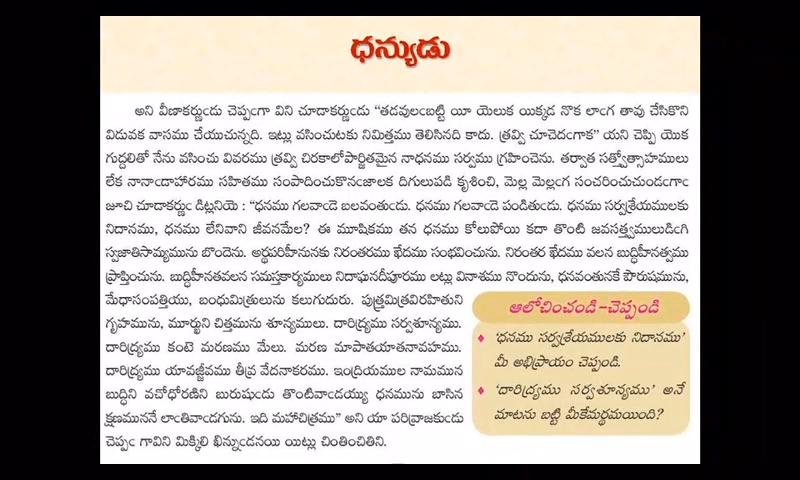 ధన్యుడు
అని వీణాకర్ణుఁడు చెప్పఁగా విని చూడాకర్ణుఁడు “తడవులఁబట్టి యీ యెలుక యిక్కడ నొక లాఁగ తావు చేసికొని
విడువక వాసము చేయుచున్నది. ఇట్లు వసించుటకు నిమిత్తము తెలిసినది కాదు. త్రవ్వి చూచెదఁగాక” యని చెప్పి యొక
గుద్దలితో నేను వసించు వివరము త్రవ్వి చిరకాలోపార్జితమైన నాధనము సర్వము గ్రహించెను. తర్వాత సత్త్వోత్సాహములు
లేక నానాఁడాహారము సహితము సంపాదించుకొనఁజాలక దిగులుపడి కృశించి, మెల్ల మెల్లఁగ సంచరించుచుండఁగాఁ
జూచి చూడాకర్ణుఁ డిట్లనియె : “ధనము గలవాఁడె బలవంతుఁడు. ధనము గలవాఁడె పండితుఁడు. ధనము సర్వశ్రేయములకు
నిదానము, ధనము లేనివాని జీవనమేల? ఈ మూషికము తన ధనము కోలుపోయి కదా తొంటి జవసత్త్వములుడిఁగి
స్వజాతిసామ్యమును బొందెను. అర్థపరిహీనునకు నిరంతరము ఖేదము సంభవించును. నిరంతర ఖేదము వలన బుద్ధిహీనత్వము
ప్రాప్తించును. బుద్ధిహీనతవలన సమస్తకార్యములు నిదాఘనదీపూరము లట్లు వినాశము నొందును, ధనవంతునకే పౌరుషమును,
మేధాసంపత్తియు, బంధుమిత్రులును కలుగుదురు. పుత్రమిత్రవిరహితుని
గృహమును, మూర్ఖుని చిత్తమును శూన్యములు. దారిద్ర్యము సర్వశూన్యము.
దారిద్ర్యము కంటె మరణము మేలు. మరణ మాపాతయాతనావహము.
దారిద్ర్యము యావజ్జీవము తీవ్ర వేదనాకరము. ఇంద్రియముల నామమున
బుద్ధిని వచోధోరణిని బురుషుఁడు తొంటివాఁడయ్యు ధనమును బాసిన
క్షణముననే లాఁతివాఁడగును. ఇది మహాచిత్రము” అని యా పరివ్రాజకుఁడు
చెప్పఁ గావిని మిక్కిలి ఖిన్నుఁడనయి యిట్లు చింతించితిని.
ఆలోచించండి-చెప్పండి
♦ ‘ధనము సర్వశ్రేయములకు నిదానము’
మీ అభిప్రాయం చెప్పండి.
♦ ‘దారిద్ర్యము సర్వశూన్యము’ అనే
మాటను బట్టి మీకేమర్థమయింది?